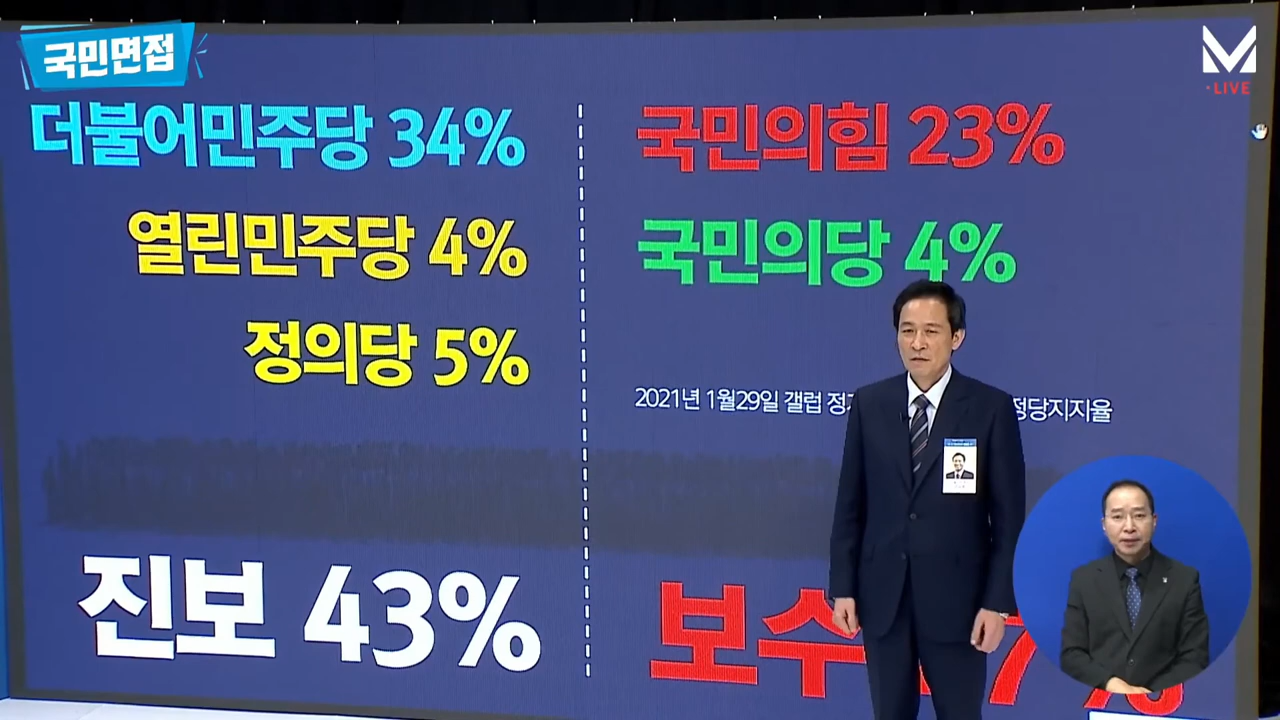 국민면접
M
LIVE
더불어민주당 34%
열린민주당 4%
정의당 5%
진보 43%
국민의힘 23%
국민의당 4%
2021년 1월29일 갤럽 정당지지율
보수 7%